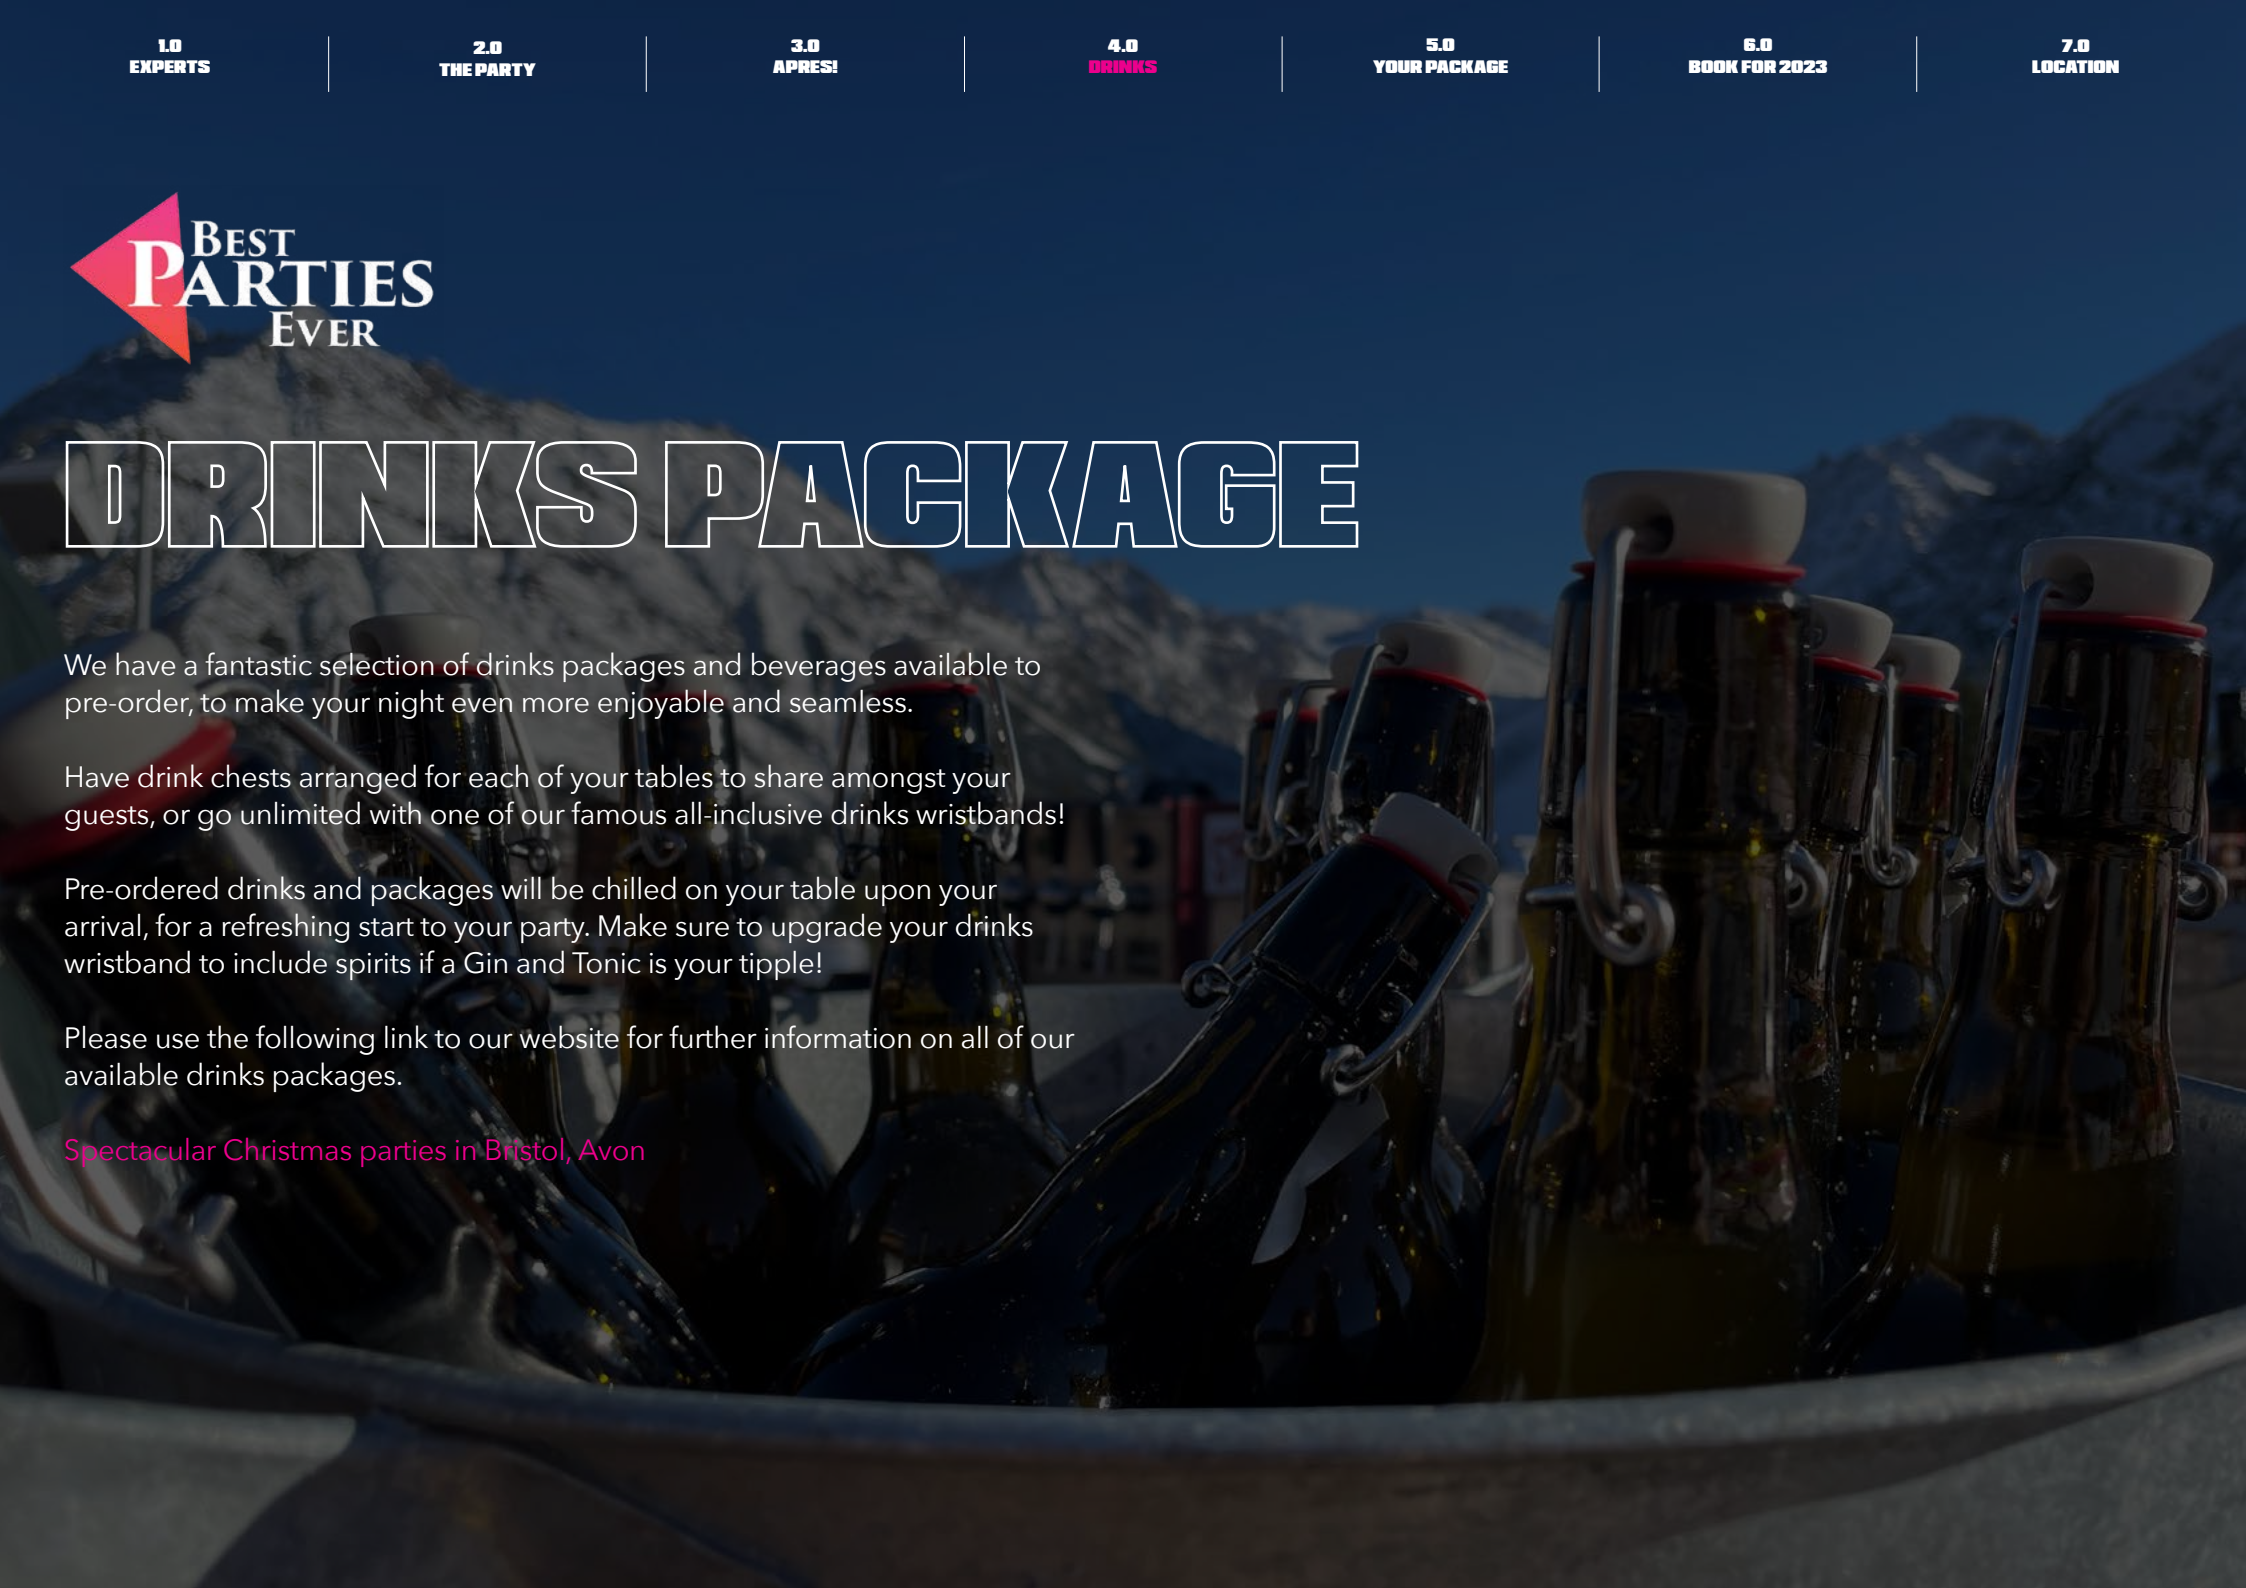 1.0
EXPERTS
2.0
THE PARTY
3.0
APRES!
4.0
DRINKS
5.0
YOUR PACKAGE
6.0
BOOK FOR 2023
7.0
LOCATION
BEST
PARTIES
EVER
DRINKS PACKAGE
We have a fantastic selection of drinks packages and beverages available to
pre-order, to make your night even more enjoyable and seamless.
Have drink chests arranged for each of your tables to share amongst your
guests, or go unlimited with one of our famous all-inclusive drinks wristbands!
Pre-ordered drinks and packages will be chilled on your table upon your
arrival, for a refreshing start to your party. Make sure to upgrade your drinks
wristband to include spirits if a Gin and Tonic is your tipple!
Please use the following link to our website for further information on all of our
available drinks packages.
Spectacular Christmas parties in Bristol, Avon